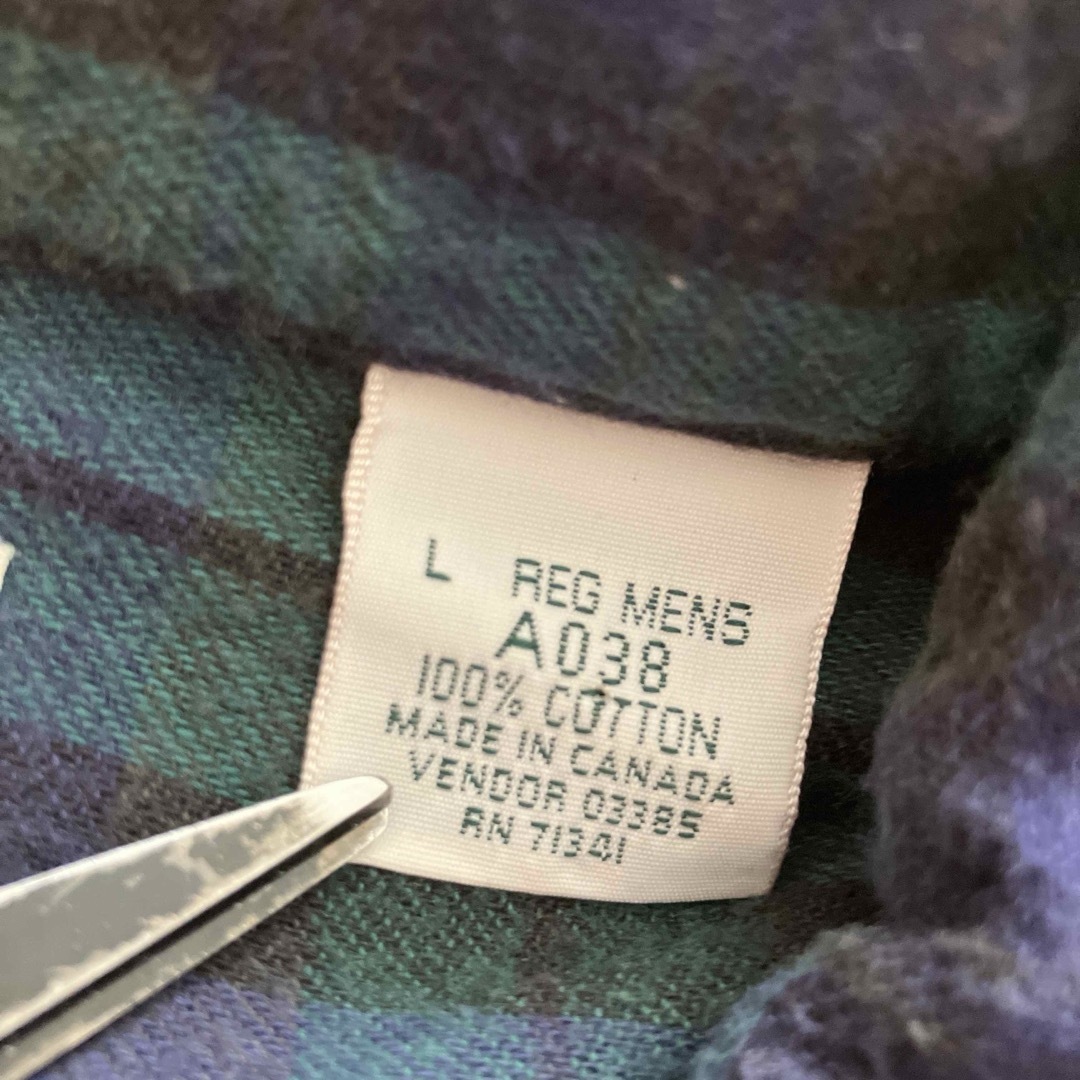 L REG MENS
A038
100% COTTON
MADE IN CANADA
VENDOR 03385
RN 71341